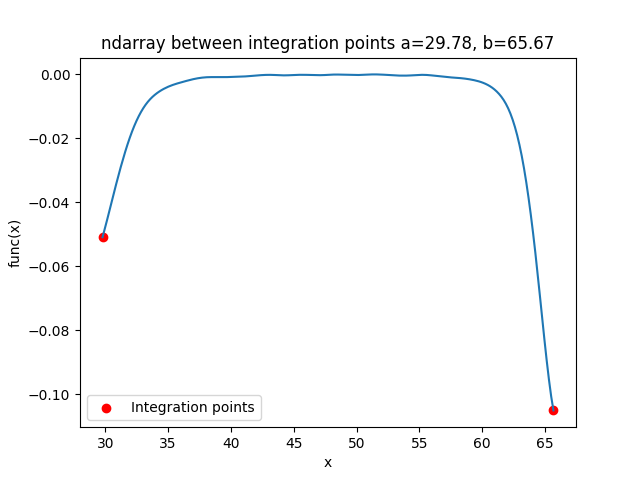 ndarray between integration points a=29.78, b=65.67
0.00
−0.02
−0.04
−0.06
−0.08
−0.10
func(x)
Integration points
30 35 40 45 50 55 60 65
x